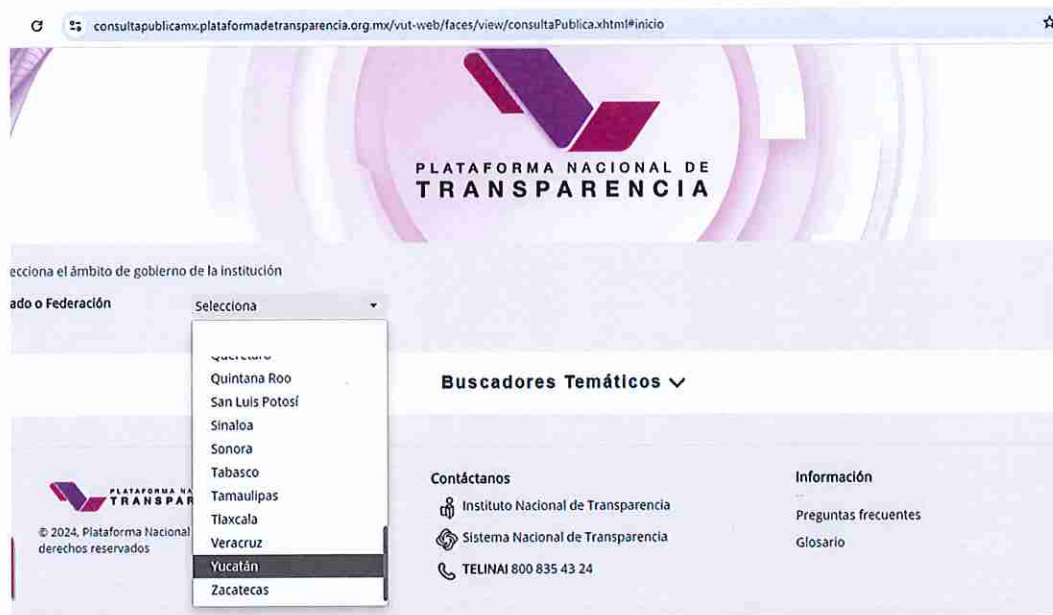 consultapublicamx.plataformadetransparencia.org.mx/vut-web/faces/view/consultaPublica.xhtml#inicio
PLATAFORMA NACIONAL DE
TRANSPARENCIA
ecciona el ámbito de gobierno de la institución
ado o Federación
Selecciona
Quintana Roo
San Luis Potosí
Sinaloa
Sonora
Tabasco
Tamaulipas
Tlaxcala
Veracruz
Yucatán
Zacatecas
Buscadores Temáticos
PLATAFORMA NA
TRANSPAR
© 2024, Plataforma Nacional
derechos reservados
Contáctanos
Instituto Nacional de Transparencia
Sistema Nacional de Transparencia
TELINAI 800 835 43 24
Información
Preguntas frecuentes
Glosario